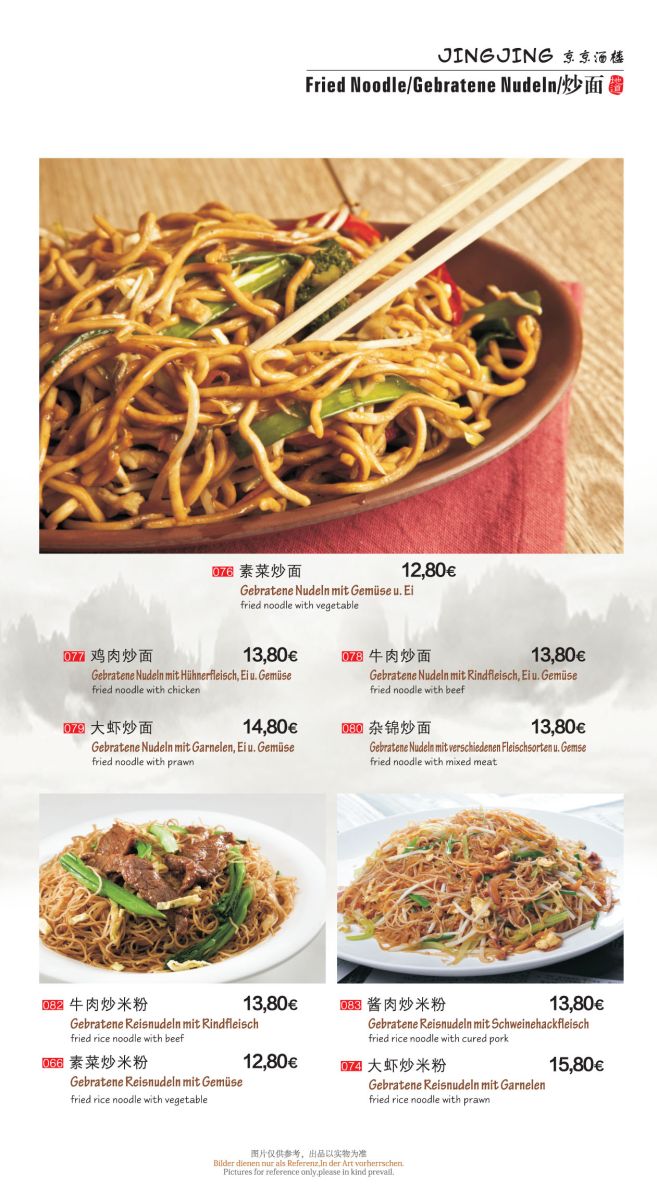 JINGJING 京京酒楼
Fried Noodle/Gebratene Nudeln/炒面 地道
076 素菜炒面 12,80€
Gebratene Nudeln mit Gemüse u. Ei
fried noodle with vegetable
077 鸡肉炒面 13,80€
Gebratene Nudeln mit Hühnerfleisch, Ei u. Gemüse
fried noodle with chicken
078 牛肉炒面 13,80€
Gebratene Nudeln mit Rindfleisch, Ei u. Gemüse
fried noodle with beef
079 大虾炒面 14,80€
Gebratene Nudeln mit Garnelen, Ei u. Gemüse
fried noodle with prawn
080 杂锦炒面 13,80€
Gebratene Nudeln mit verschiedenen Fleischsorten u. Gemse
fried noodle with mixed meat
082 牛肉炒米粉 13,80€
Gebratene Reisnudeln mit Rindfleisch
fried rice noodle with beef
083 酱肉炒米粉 13,80€
Gebratene Reisnudeln mit Schweinehackfleisch
fried rice noodle with cured pork
066 素菜炒米粉 12,80€
Gebratene Reisnudeln mit Gemüse
fried rice noodle with vegetable
074 大虾炒米粉 15,80€
Gebratene Reisnudeln mit Garnelen
fried rice noodle with prawn
图片仅供参考，出品以实物为准
Bilder dienen nur als Referenz,In der Art vorherrschen.
Pictures for reference only,please in kind prevail.